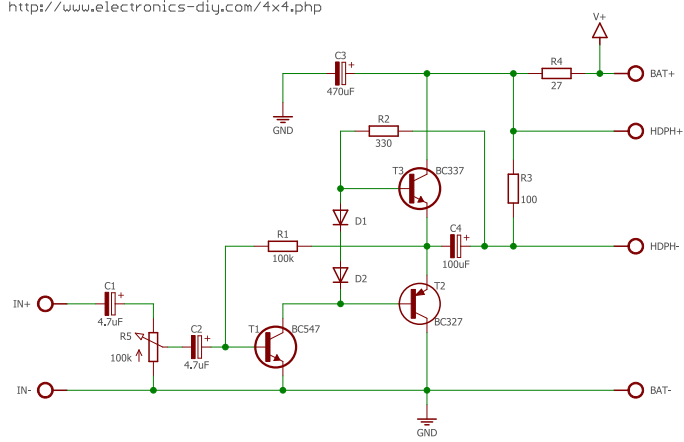 http://www.electronics-diy.com/4x4.php
V+
C3
+
470uF
R4
27
BAT+
GND
R2
330
HDPH+
T3
BC337
R3
100
D1
R1
100k
C4
+
100uF
HDPH-
D2
T2
BC327
C1
+
4.7uF
IN+
R5
100k
C2
+
4.7uF
T1
BC547
IN-
BAT-
GND